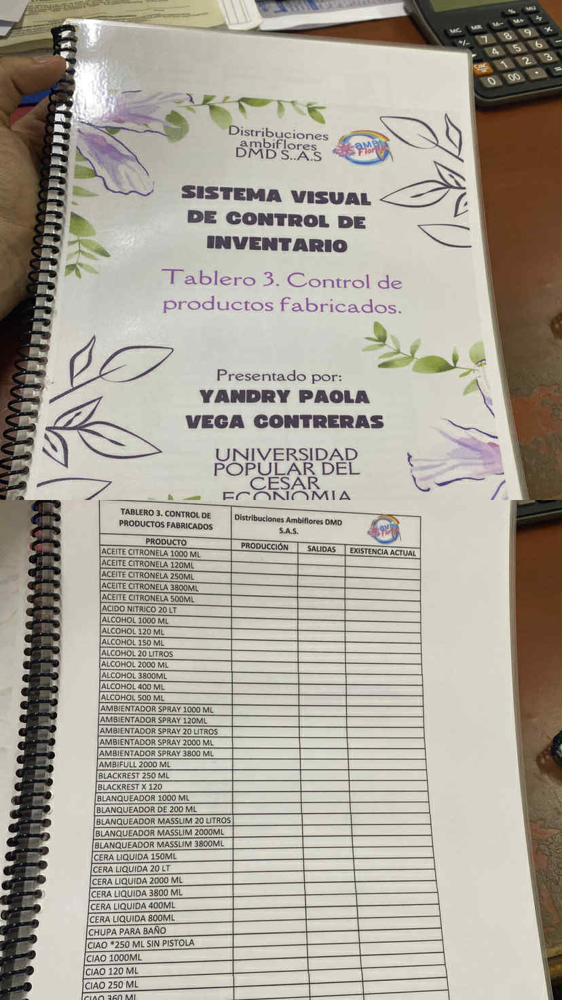 % MU
MC MR M- M+ ÷
+/- 7 8 9 ×
4 5 6 -
C/AC 1 2 3 +
0 00 · =
Distribuciones
ambiflores
DMD S..A.S
AMBI
Flores
SISTEMA VISUAL
DE CONTROL DE
INVENTARIO
Tablero 3. Control de
productos fabricados.
Presentado por:
YANDRY PAOLA
VEGA CONTRERAS
UNIVERSIDAD
POPULAR DEL
CESAR
ECONOMIA
TABLERO 3. CONTROL DE
PRODUCTOS FABRICADOS
Distribuciones Ambiflores DMD
S.A.S.
AMBI
Flores
PRODUCTO PRODUCCIÓN SALIDAS EXISTENCIA ACTUAL
ACEITE CITRONELA 1000 ML
ACEITE CITRONELA 120ML
ACEITE CITRONELA 250ML
ACEITE CITRONELA 3800ML
ACEITE CITRONELA 500ML
ACIDO NITRICO 20 LT
ALCOHOL 1000 ML
ALCOHOL 120 ML
ALCOHOL 150 ML
ALCOHOL 20 LITROS
ALCOHOL 2000 ML
ALCOHOL 3800ML
ALCOHOL 400 ML
ALCOHOL 500 ML
AMBIENTADOR SPRAY 1000 ML
AMBIENTADOR SPRAY 120ML
AMBIENTADOR SPRAY 20 LITROS
AMBIENTADOR SPRAY 2000 ML
AMBIENTADOR SPRAY 3800 ML
AMBIFULL 2000 ML
BLACKREST 250 ML
BLACKREST X 120
BLANQUEADOR 1000 ML
BLANQUEADOR DE 200 ML
BLANQUEADOR MASSLIM 20 LITROS
BLANQUEADOR MASSLIM 2000ML
BLANQUEADOR MASSLIM 3800ML
CERA LIQUIDA 150ML
CERA LIQUIDA 20 LT
CERA LIQUIDA 2000 ML
CERA LIQUIDA 3800 ML
CERA LIQUIDA 400ML
CERA LIQUIDA 800ML
CHUPA PARA BAÑO
CIAO *250 ML SIN PISTOLA
CIAO 1000ML
CIAO 120 ML
CIAO 250 ML
CIAO 360 ML